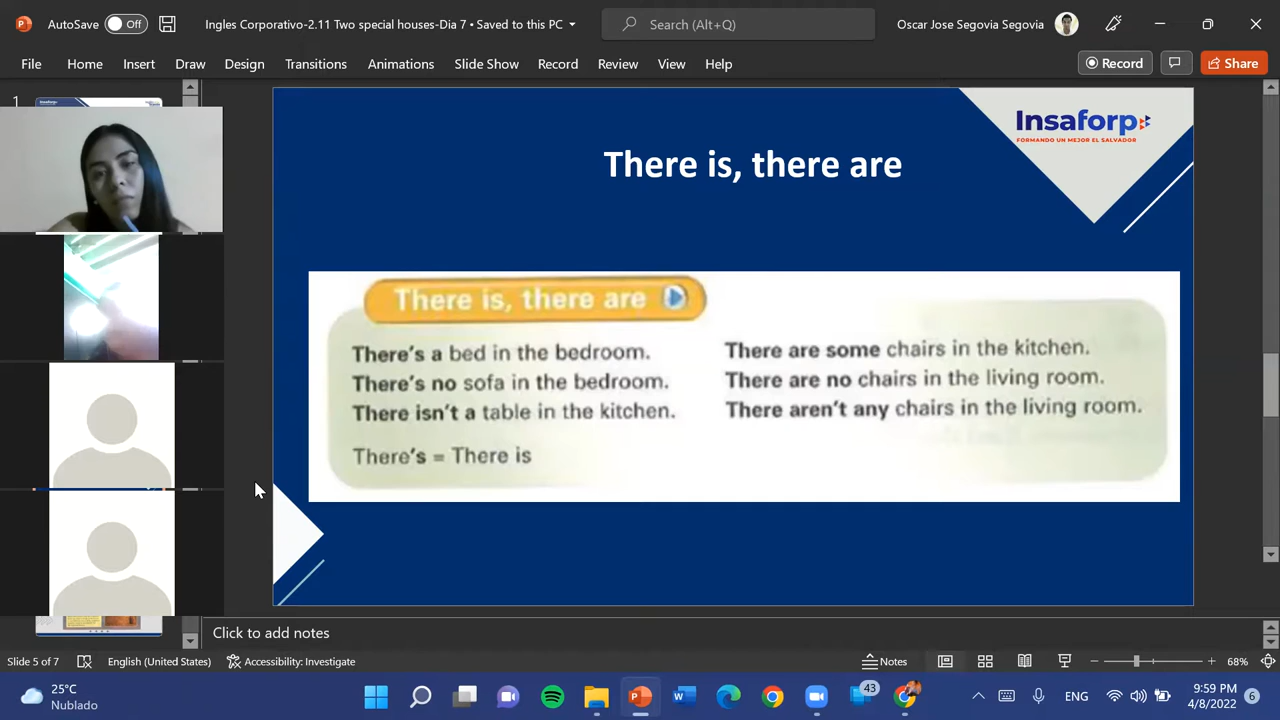 AutoSave Off Ingles Corporativo-2.11 Two special houses-Dia 7 • Saved to this PC Search (Alt+Q) Oscar Jose Segovia Segovia
File Home Insert Draw Design Transitions Animations Slide Show Record Review View Help Record Share
1
Insaforp
FORMANDO UN MEJOR EL SALVADOR
There is, there are
There is, there are
There's a bed in the bedroom.
There's no sofa in the bedroom.
There isn't a table in the kitchen.
There's = There is
There are some chairs in the kitchen.
There are no chairs in the living room.
There aren't any chairs in the living room.
Click to add notes
Slide 5 of 7 English (United States) Accessibility: Investigate Notes 68%
25°C
Nublado
43
ENG
9:59 PM
4/8/2022
6